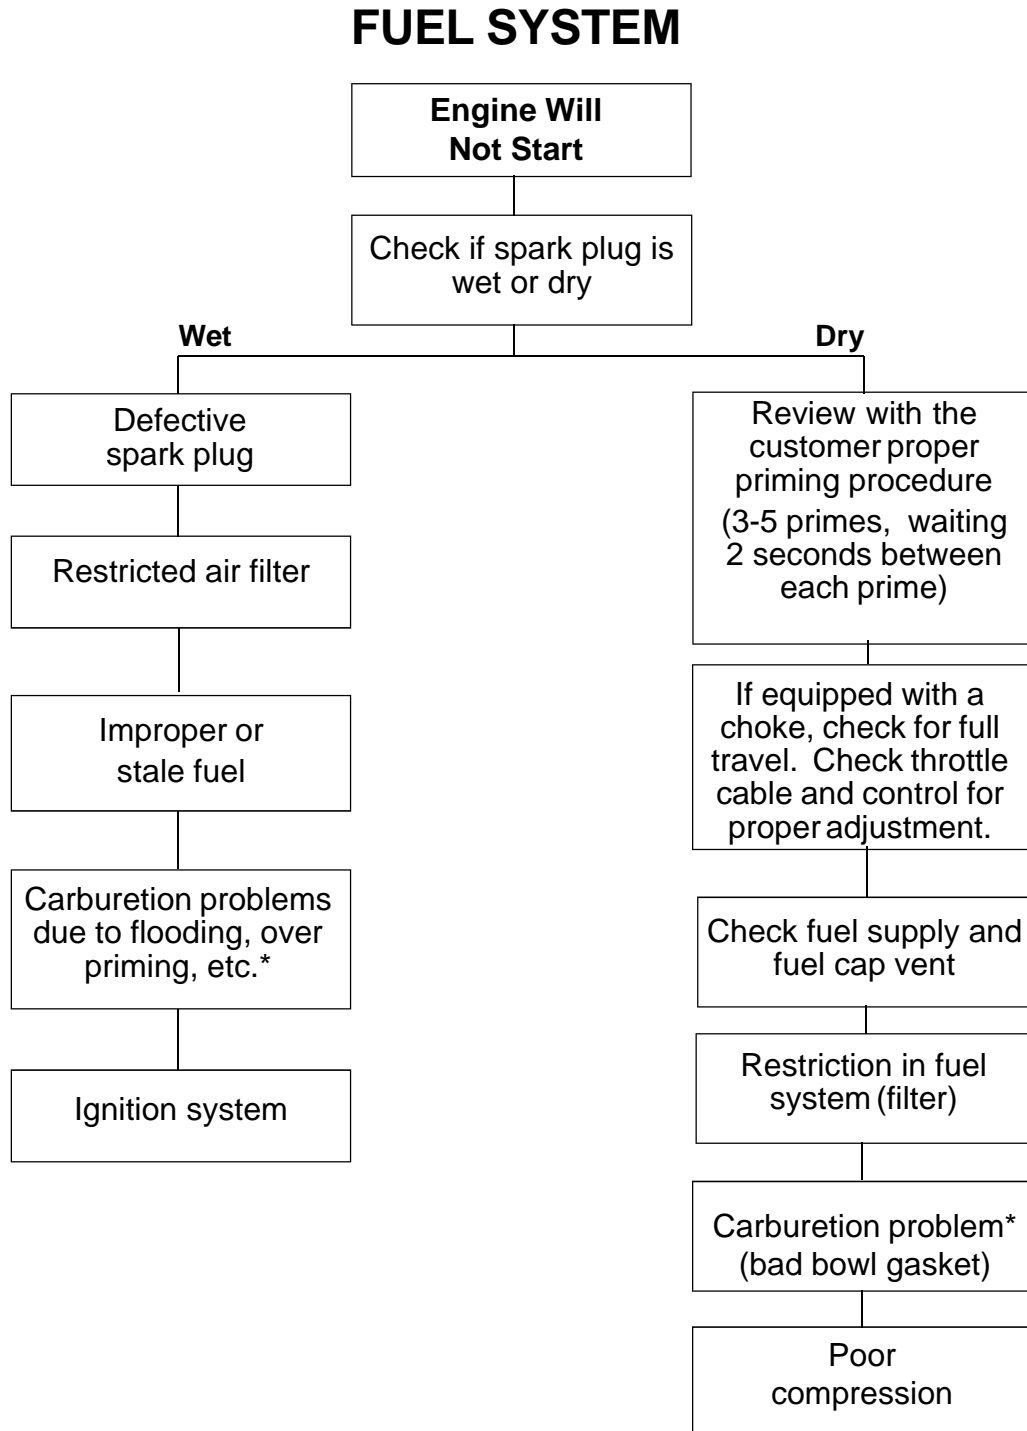 FUEL SYSTEM
Engine Will
Not Start
Check if spark plug is
wet or dry
Wet
Dry
Defective
spark plug
Restricted air filter
Improper or
stale fuel
Carburetion problems
due to flooding, over
priming, etc.*
Ignition system
Review with the
customer proper
priming procedure
(3-5 primes, waiting
2 seconds between
each prime)
If equipped with a
choke, check for full
travel. Check throttle
cable and control for
proper adjustment.
Check fuel supply and
fuel cap vent
Restriction in fuel
system (filter)
Carburetion problem*
(bad bowl gasket)
Poor
compression